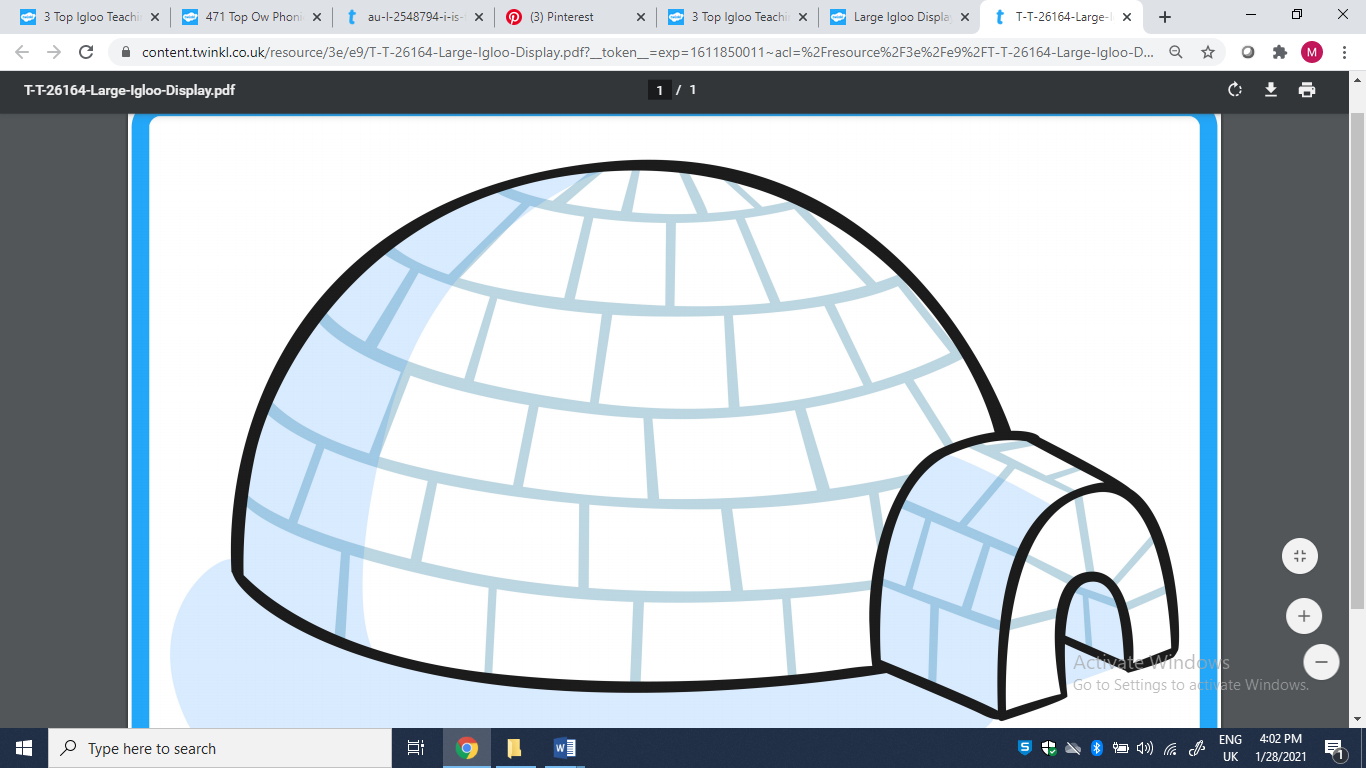 3 Top Igloo Teachi
471 Top Ow Phoni
au-l-2548794-i-is-
(3) Pinterest
3 Top Igloo Teachi
Large Igloo Displa
T-T-26164-Large-I
content.twinkl.co.uk/resource/3e/e9/T-T-26164-Large-Igloo-Display.pdf?__token__=exp=1611850011~acl=%2Fresource%2F3e%2Fe9%2FT-T-26164-Large-Igloo-D...
M
T-T-26164-Large-Igloo-Display.pdf
1 / 1
Activate Windows
Go to Settings to activate Windows.
Type here to search
ENG
UK
4:02 PM
1/28/2021
1